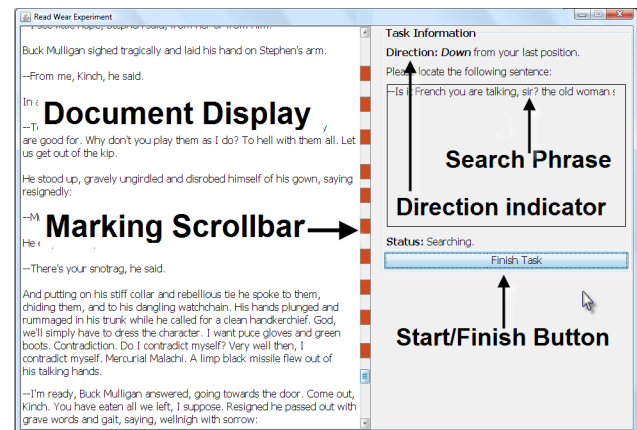 Read Wear Experiment
Buck Mulligan sighed tragically and laid his hand on Stephen's arm.
--From me, Kinch, he said.
In
Document Display
are good for. Why don't you play them as I do? To hell with them all. Let
us get out of the kip.
He stood up, gravely ungirdled and disrobed himself of his gown, saying
resignedly:
Marking Scrollbar
He
--There's your snotrag, he said.
And putting on his stiff collar and rebellious tie he spoke to them,
chiding them, and to his dangling watchchain. His hands plunged and
rummaged in his trunk while he called for a clean handkerchief. God,
we'll simply have to dress the character. I want puce gloves and green
boots. Contradiction. Do I contradict myself? Very well then, I
contradict myself. Mercurial Malachi. A limp black missile flew out of
his talking hands.
--I'm ready, Buck Mulligan answered, going towards the door. Come out,
Kinch. You have eaten all we left, I suppose. Resigned he passed out with
grave words and gait, saying, wellnigh with sorrow:
Task Information
Direction: Down from your last position.
Please locate the following sentence:
--Is it French you are talking, sir? the old woman s
Search Phrase
Direction indicator
Status: Searching.
Finish Task
Start/Finish Button